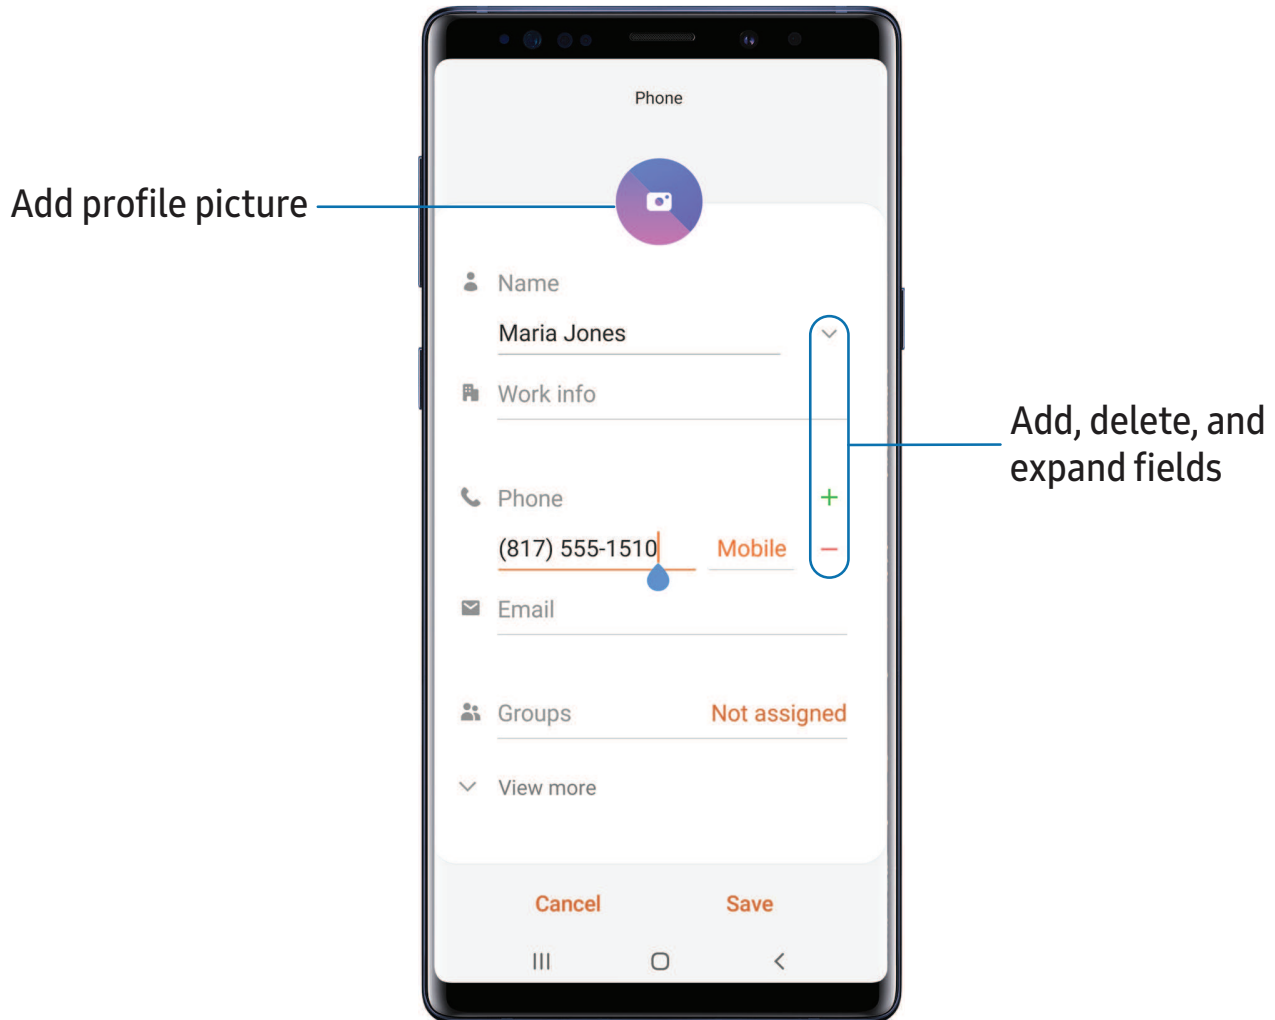 Phone
Add profile picture
Name
Maria Jones
Work info
Add, delete, and
expand fields
Phone
(817) 555-1510 Mobile
Email
Groups Not assigned
View more
Cancel Save